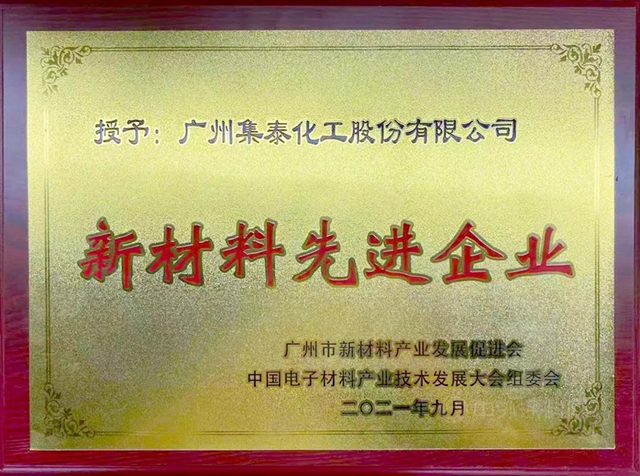 授予：广州集泰化工股份有限公司
新材料先进企业
广州市新材料产业发展促进会
中国电子材料产业技术发展大会组委会
二〇二一年九月